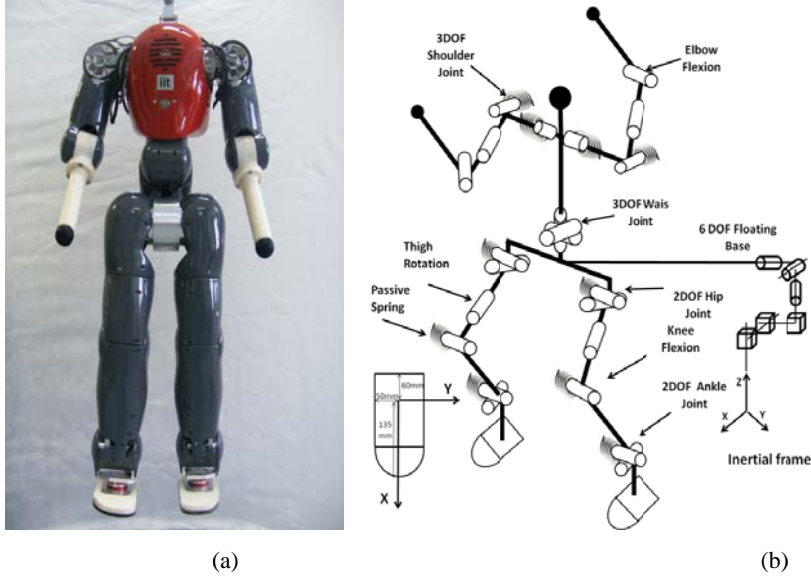 iit
3DOF
Shoulder
Joint
Elbow
Flexion
3DOF Wais
Joint
6 DOF Floating
Base
Thigh
Rotation
Passive
Spring
2DOF Hip
Joint
Knee
Flexion
2DOF Ankle
Joint
60mm
50mm
135
mm
Y
X
Z
X
Y
Inertial frame
(a)
(b)